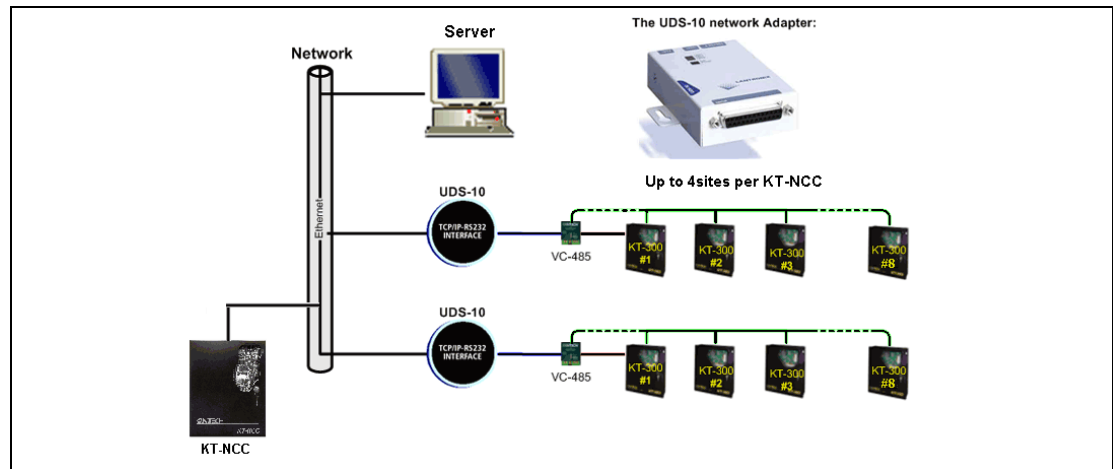 The UDS-10 network Adapter:
Server
Network
Ethernet
Up to 4sites per KT-NCC
UDS-10
TCP/IP-RS232
INTERFACE
VC-485
KT-300
#1
KT-300
#2
KT-300
#3
KT-300
#8
UDS-10
TCP/IP-RS232
INTERFACE
VC-485
KT-300
#1
KT-300
#2
KT-300
#3
KT-300
#8
KT-NCC
KT-NCC